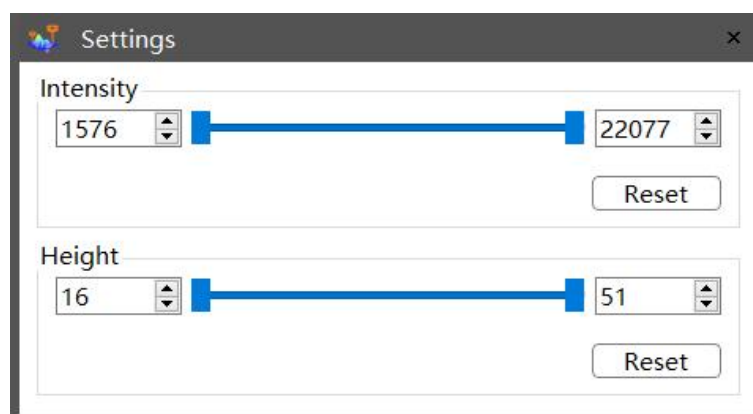 Settings ×
Intensity
1576 22077
Reset
Height
16 51
Reset